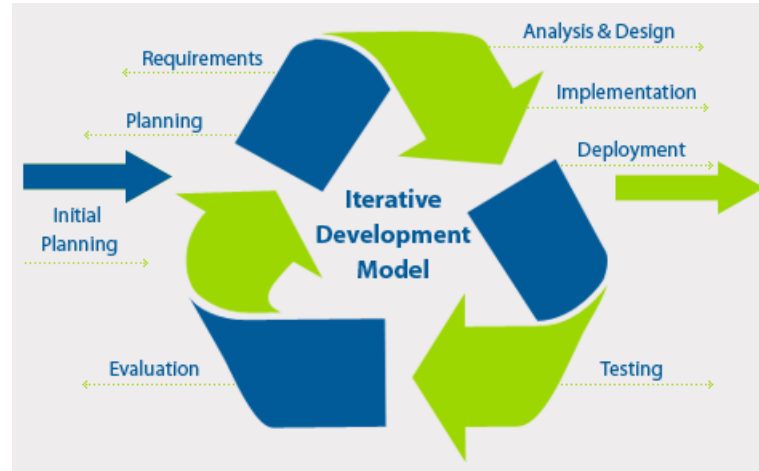 Analysis & Design
Requirements
Implementation
Planning
Deployment
Initial
Planning
Iterative
Development
Model
Evaluation
Testing